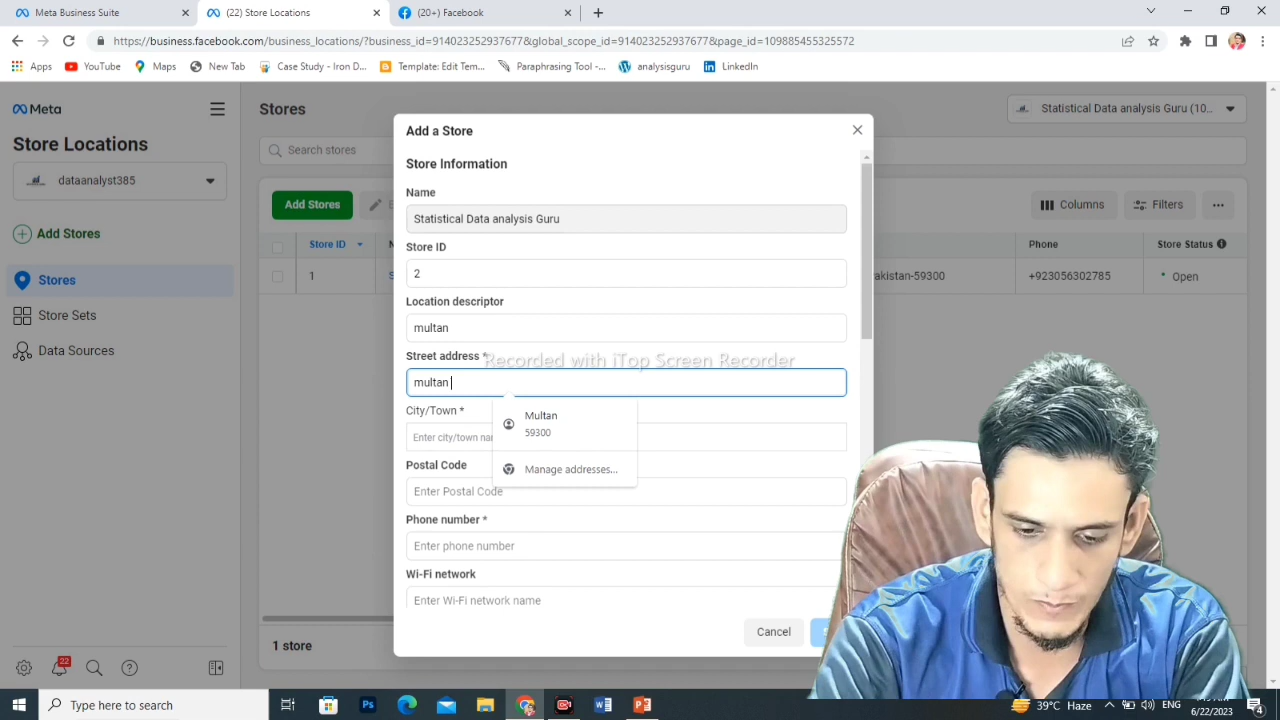 Meta Business Suite
(22) Store Locations
(20+) Facebook
https://business.facebook.com/business_locations/?business_id=914023252937677&global_scope_id=914023252937677&page_id=109885455325572
Apps
YouTube
Maps
New Tab
Case Study - Iron D...
Template: Edit Tem...
Paraphrasing Tool -...
analysisguru
LinkedIn
Meta
Store Locations
dataanalyst385
Add Stores
Stores
Store Sets
Data Sources
22
Stores
Statistical Data analysis Guru (10...
Search stores
Add Stores
Columns
Filters
Store ID
Phone
Store Status
1
akistan-59300
+923056302785
Open
1 store
Add a Store
Store Information
Name
Statistical Data analysis Guru
Store ID
2
Location descriptor
multan
Recorded with iTop Screen Recorder
Street address *
multan
Multan
59300
Manage addresses...
City/Town *
Enter city/town nam
Postal Code
Enter Postal Code
Phone number *
Enter phone number
Wi-Fi network
Enter Wi-Fi network name
Cancel
Type here to search
39°C Haze
ENG
6/22/2023
4